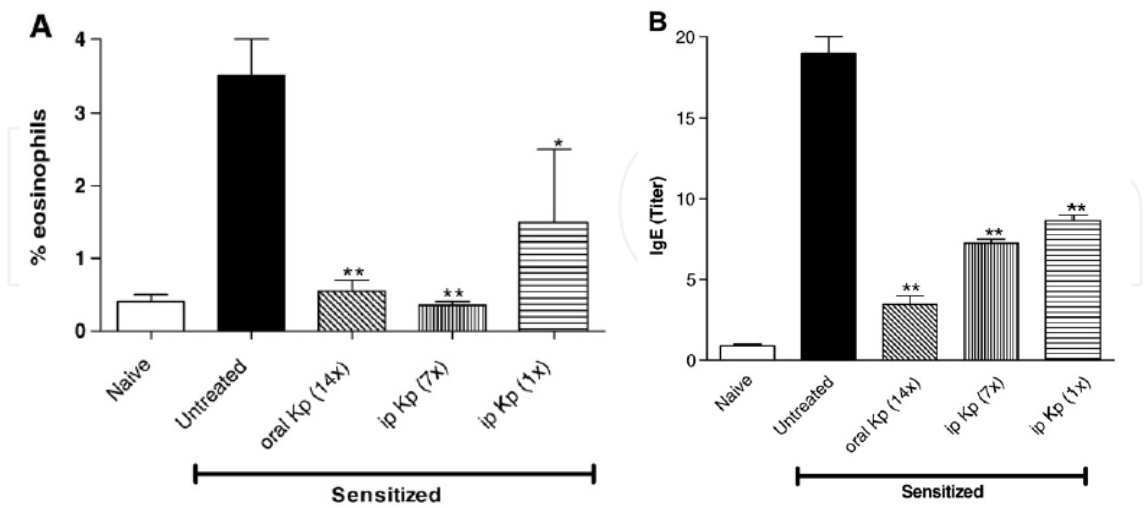 A
% eosinophils
4
3
2
1
0
**
**
*
Naive
Untreated
oral Kp (14x)
ip Kp (7x)
ip Kp (1x)
Sensitized
B
IgE (Titer)
20
15
10
5
0
**
**
**
Naive
Untreated
oral Kp (14x)
ip Kp (7x)
ip Kp (1x)
Sensitized